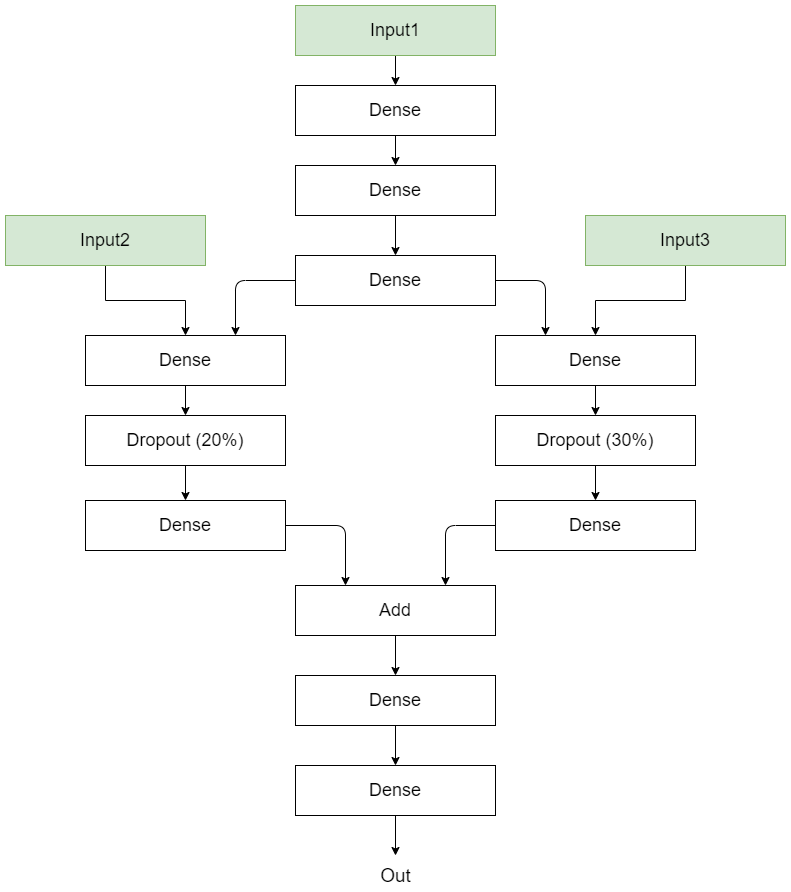 Input1
Dense
Dense
Input2
Input3
Dense
Dense
Dense
Dropout (20%)
Dropout (30%)
Dense
Dense
Add
Dense
Dense
Out